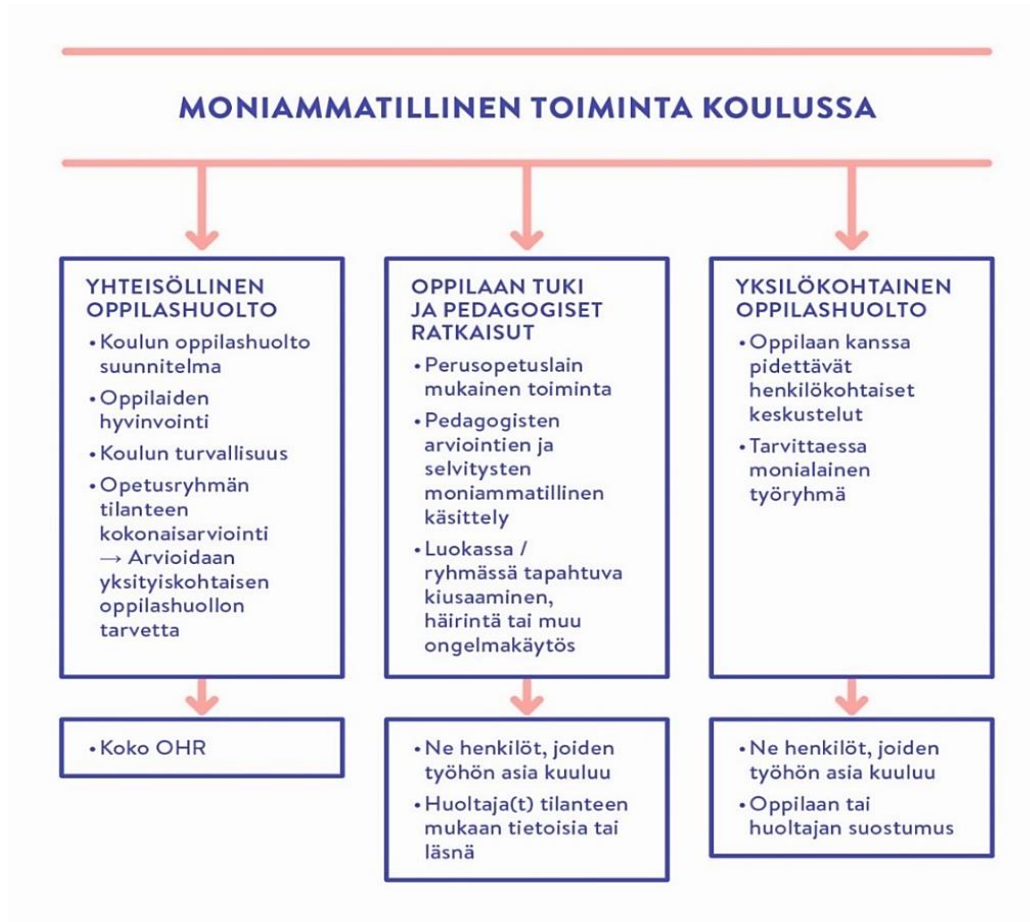 MONIAMMATILLINEN TOIMINTA KOULUSSA
YHTEISÖLLINEN
OPPILASHUOLTO
• Koulun oppilashuolto
suunnitelma
• Oppilaiden
hyvinvointi
• Koulun turvallisuus
• Opetusryhmän
tilanteen
kokonaisarviointi
→ Arvioidaan
yksityiskohtaisen
oppilashuollon
tarvetta
• Koko OHR
OPPILAAN TUKI
JA PEDAGOGISET
RATKAISUT
• Perusopetuslain
mukainen toiminta
• Pedagogisten
arviointien ja
selvitysten
moniammatillinen
käsittely
• Luokassa /
ryhmässä tapahtuva
kiusaaminen,
häirintä tai muu
ongelmakäytös
• Ne henkilöt, joiden
työhön asia kuuluu
• Huoltaja(t) tilanteen
mukaan tietoisia tai
läsnä
YKSILÖKOHTAINEN
OPPILASHUOLTO
• Oppilaan kanssa
pidettävät
henkilökohtaiset
keskustelut
• Tarvittaessa
monialainen
työryhmä
• Ne henkilöt, joiden
työhön asia kuuluu
• Oppilaan tai
huoltajan suostumus